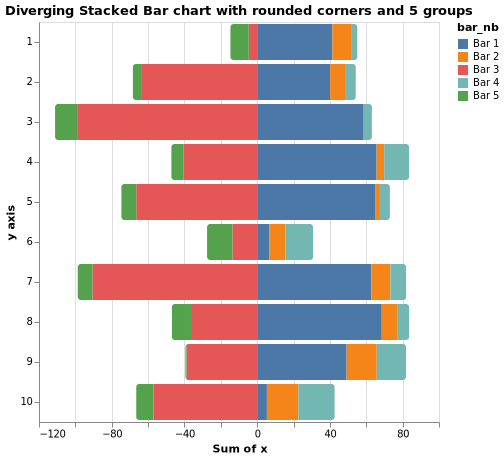 Diverging Stacked Bar chart with rounded corners and 5 groups
bar_nb
Bar 1
Bar 2
Bar 3
Bar 4
Bar 5
y axis
1
2
3
4
5
6
7
8
9
10
−120 −80 −40 0 40 80
Sum of x